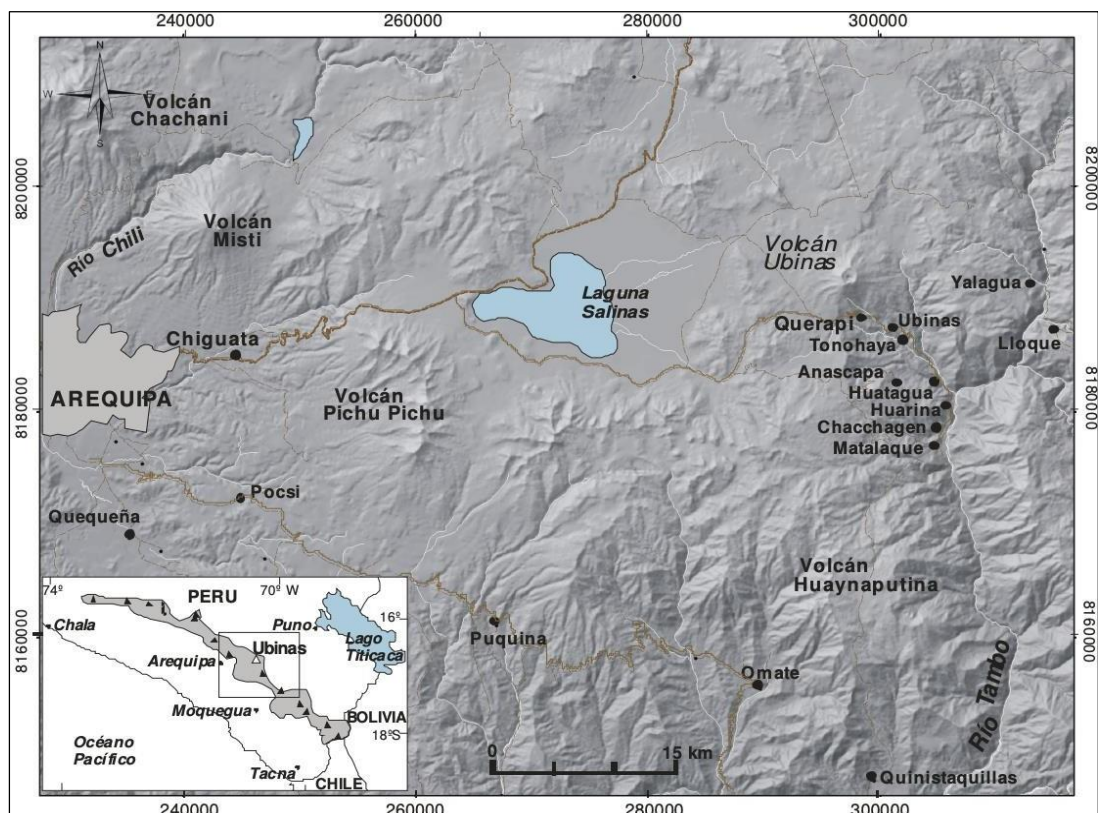 240000
260000
280000
300000
N
W
E
S
Volcán
Chachani
8200000
8200000
Río Chili
Volcán
Misti
Volcán
Ubinas
Laguna
Salinas
Yalagua
Querapi
Ubinas
Tonohaya
Lloque
Chiguata
Anascapa
Huatagua
Huarina
Chacchagen
Matalaque
AREQUIPA
Volcán
Pichu Pichu
8180000
8180000
Pocsi
Quequeña
Volcán
Huaynaputina
Puquina
Omate
Río Tambo
Quinistaquillas
8160000
8160000
74º
70º W
PERU
16º
Chala
Puno
Lago
Titicaca
Ubinas
Arequipa
Moquegua
BOLIVIA
18ºS
Océano
Pacífico
Tacna
CHILE
0
15 km
240000
260000
280000
300000